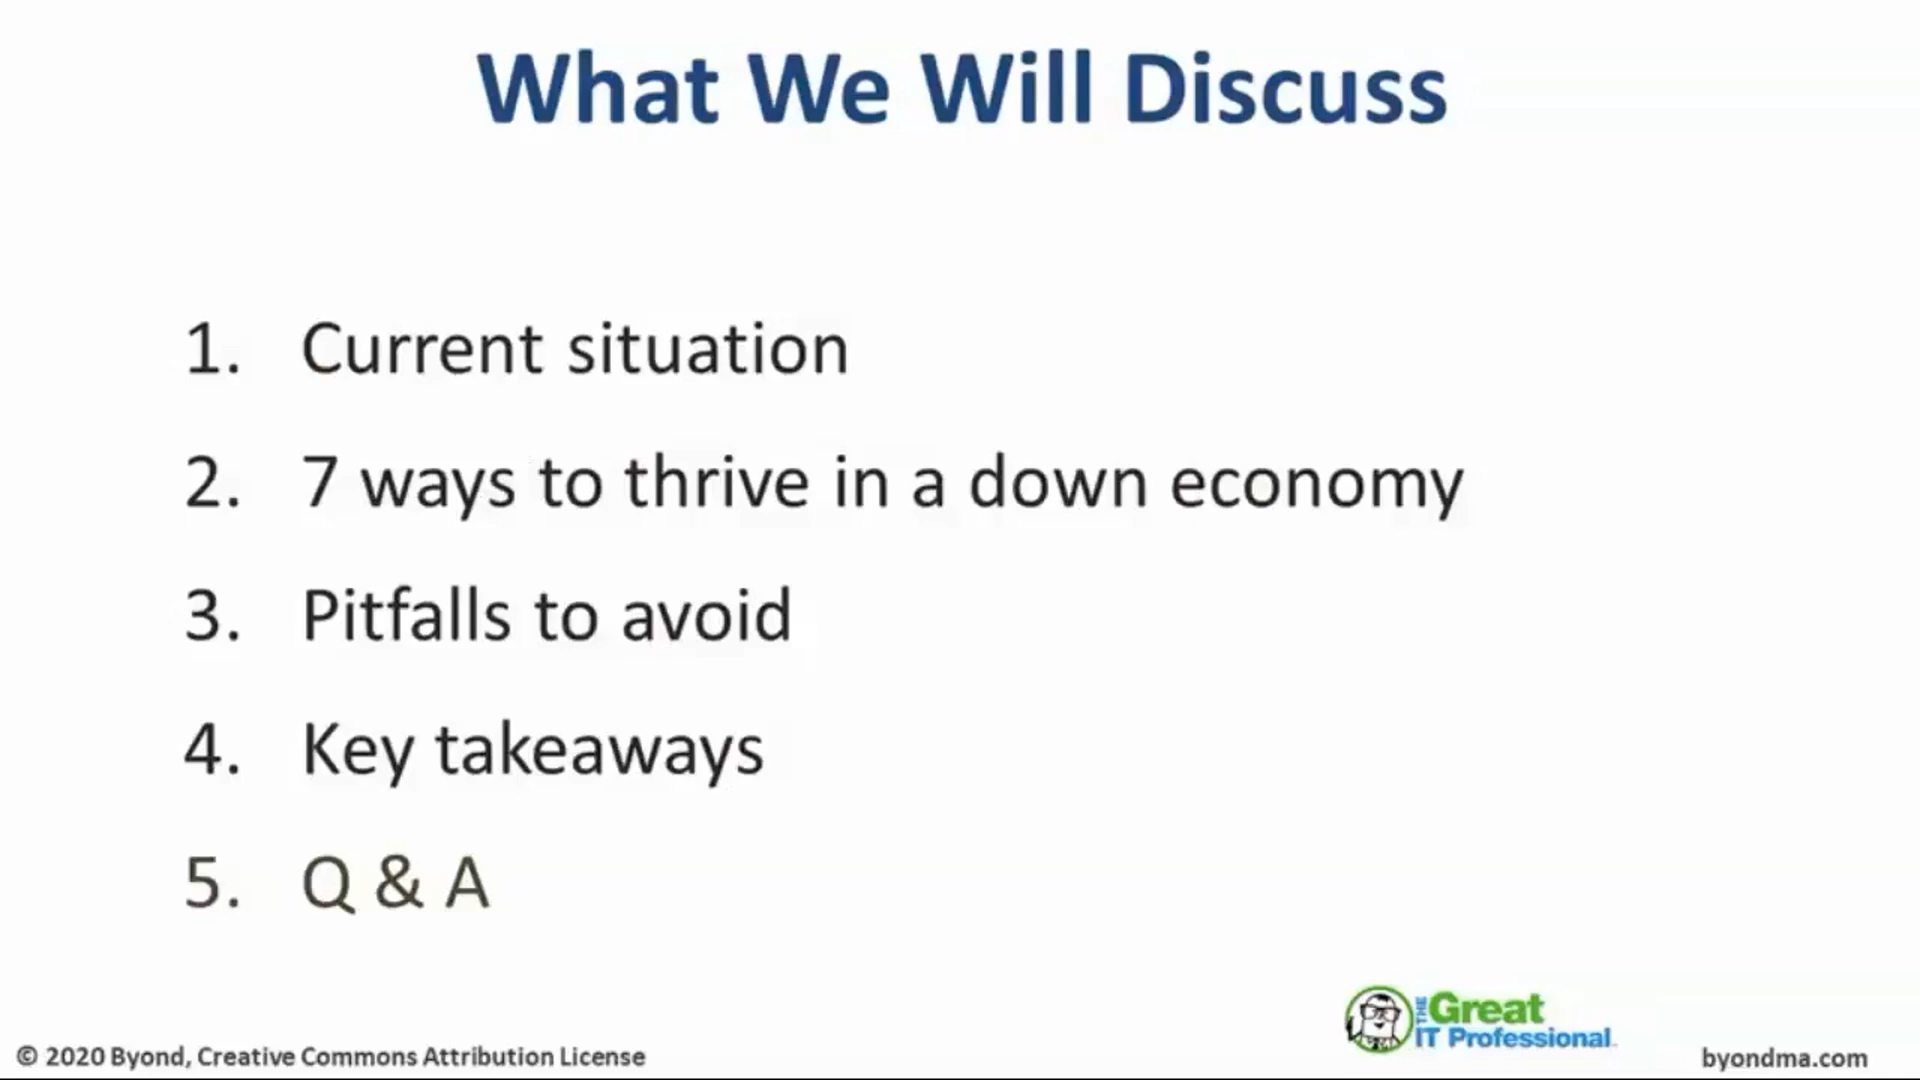 What We Will Discuss
1. Current situation
2. 7 ways to thrive in a down economy
3. Pitfalls to avoid
4. Key takeaways
5. Q & A
THE Great
IT Professional
© 2020 Byond, Creative Commons Attribution License
byondma.com